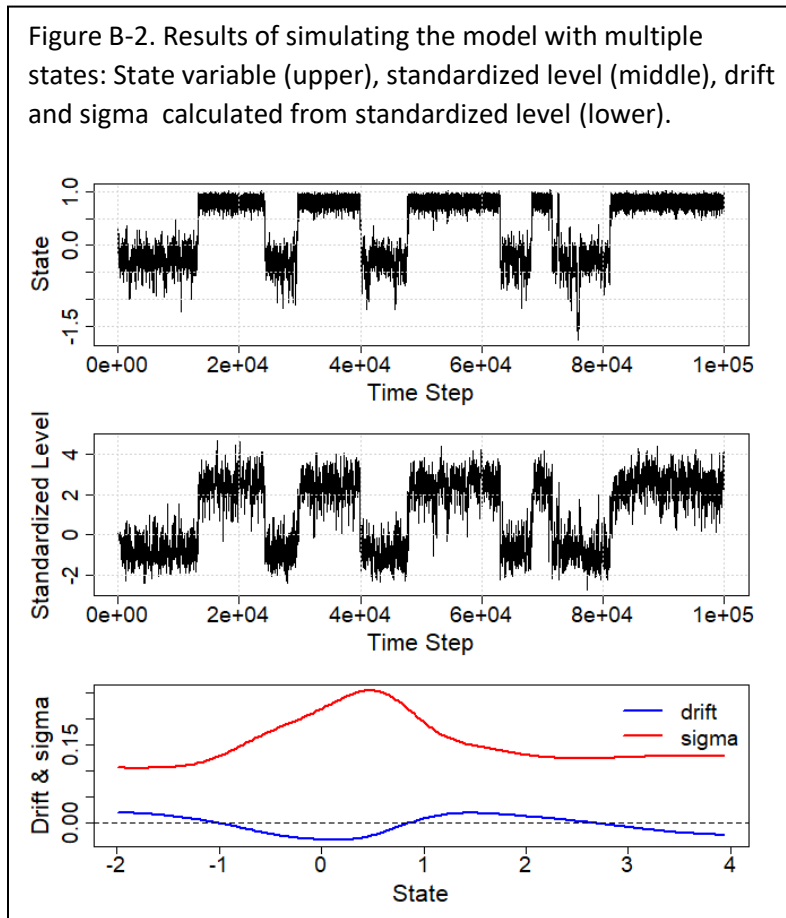 Figure B-2. Results of simulating the model with multiple
states: State variable (upper), standardized level (middle), drift
and sigma  calculated from standardized level (lower).
State
1.0
0.0
-1.5
0e+00 2e+04 4e+04 6e+04 8e+04 1e+05
Time Step
Standardized Level
4
2
0
-2
0e+00 2e+04 4e+04 6e+04 8e+04 1e+05
Time Step
Drift & sigma
0.15
0.00
drift
sigma
-2 -1 0 1 2 3 4
State